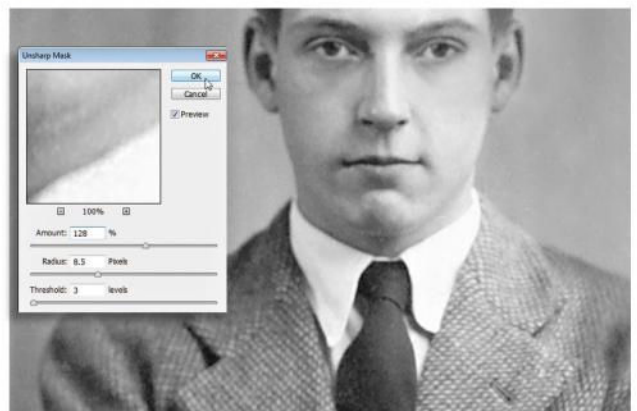 Unsharp Mask
OK
Cancel
Preview
100%
Amount: 128 %
Radius: 8.5 Pixels
Threshold: 3 levels